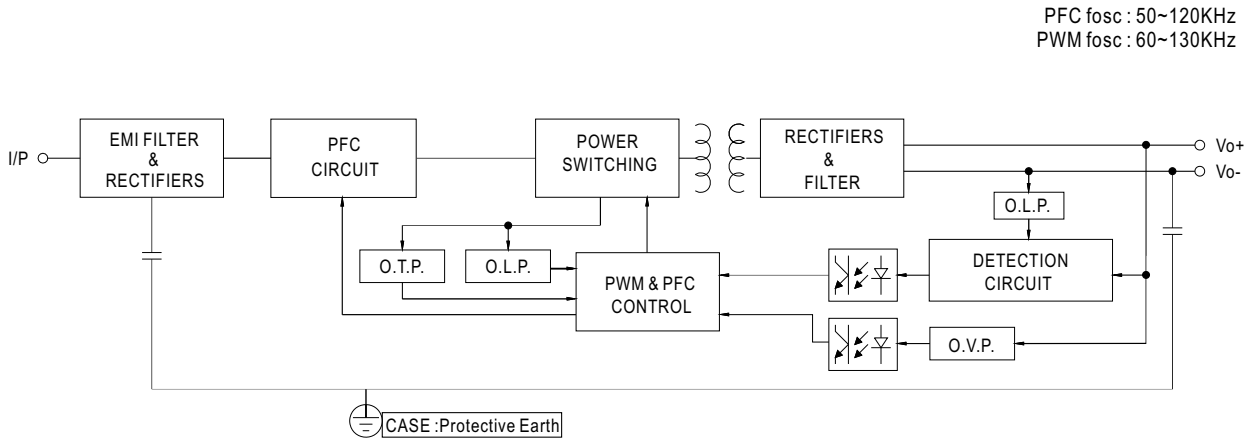 PFC fosc : 50~120KHz
PWM fosc : 60~130KHz
I/P
EMI FILTER
&
RECTIFIERS
PFC
CIRCUIT
POWER
SWITCHING
RECTIFIERS
&
FILTER
Vo+
Vo-
O.L.P.
O.T.P.
O.L.P.
PWM & PFC
CONTROL
DETECTION
CIRCUIT
O.V.P.
CASE :Protective Earth